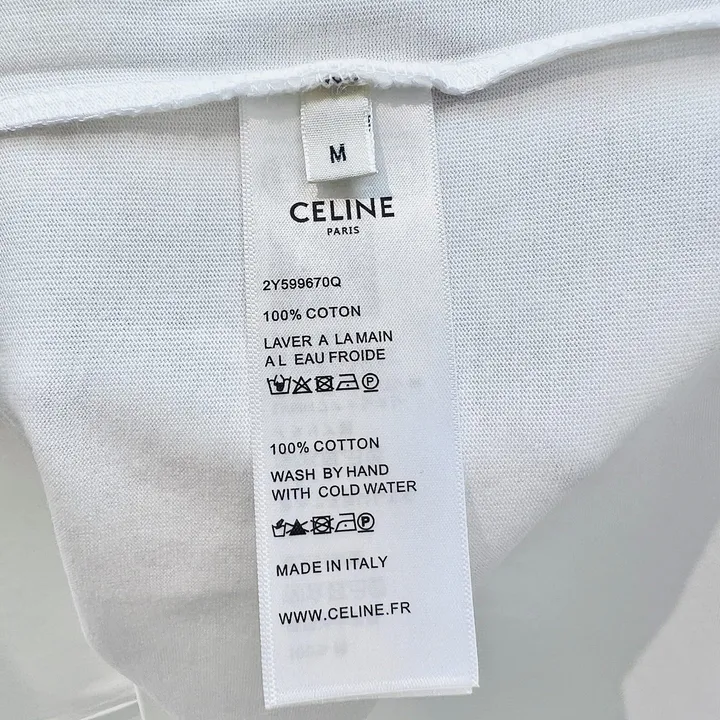 M
CELINE
PARIS
2Y599670Q
100% COTON
LAVER A LA MAIN
A L EAU FROIDE
100% COTTON
WASH BY HAND
WITH COLD WATER
MADE IN ITALY
WWW.CELINE.FR